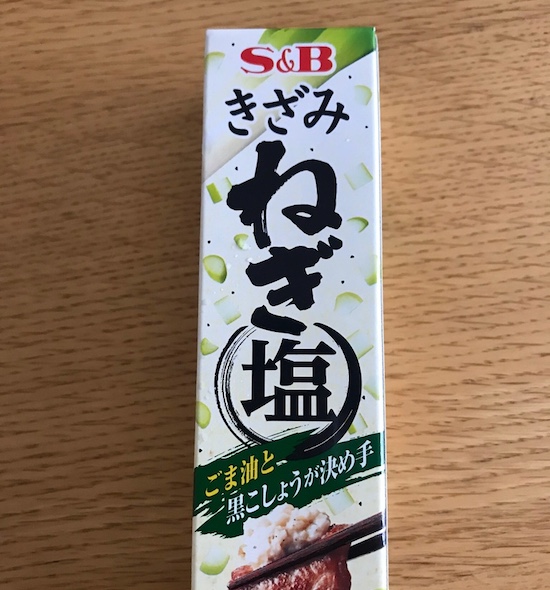 S&B
きざみ
ねぎ
塩
ごま油と
黒こしょうが決め手